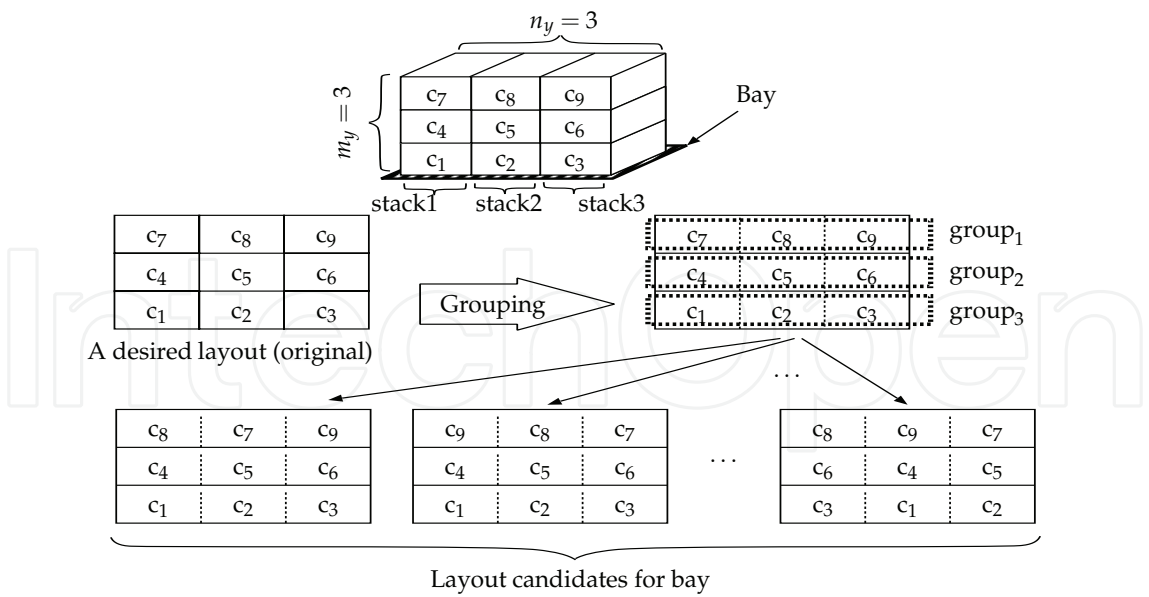 n_y = 3
m_y = 3
c7 c8 c9
c4 c5 c6
c1 c2 c3
Bay
stack1 stack2 stack3
c7 c8 c9
c4 c5 c6
c1 c2 c3
A desired layout (original)
Grouping
c7 c8 c9 group1
c4 c5 c6 group2
c1 c2 c3 group3
...
c8 c7 c9
c4 c5 c6
c1 c2 c3
c9 c8 c7
c4 c5 c6
c1 c2 c3
...
c8 c9 c7
c6 c4 c5
c3 c1 c2
Layout candidates for bay
IntechOpen